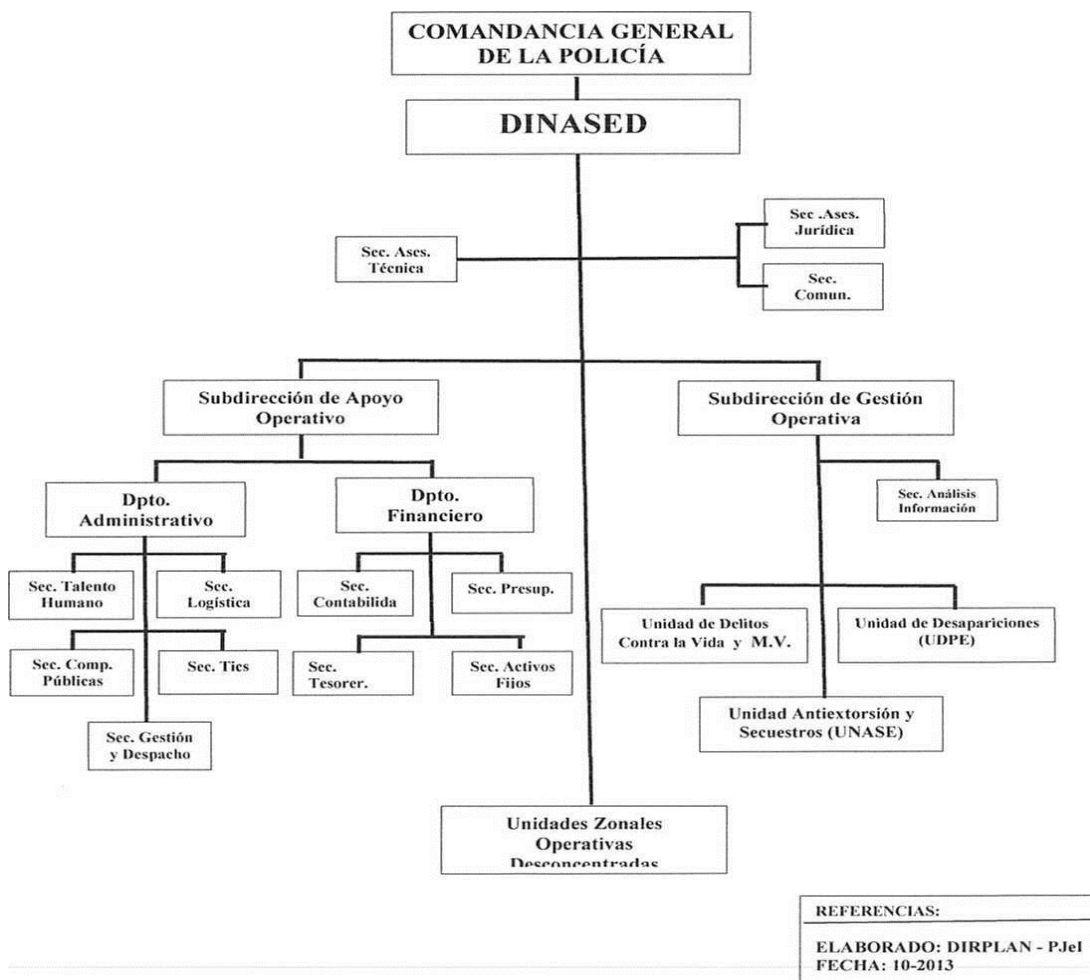 COMANDANCIA GENERAL
DE LA POLICÍA
DINASED
Sec .Ases.
Jurídica
Sec. Ases.
Técnica
Sec.
Comun.
Subdirección de Apoyo
Operativo
Subdirección de Gestión
Operativa
Dpto.
Administrativo
Dpto.
Financiero
Sec. Análisis
Información
Sec. Talento
Humano
Sec.
Logística
Sec.
Contabilida
Sec. Presup.
Unidad de Delitos
Contra la Vida y M.V.
Unidad de Desapariciones
(UDPE)
Sec. Comp.
Públicas
Sec. Tics
Sec.
Tesorer.
Sec. Activos
Fijos
Sec. Gestión
y Despacho
Unidad Antiextorsión y
Secuestros (UNASE)
Unidades Zonales
Operativas
Desconcentradas
REFERENCIAS:
ELABORADO: DIRPLAN - PJeI
FECHA: 10-2013